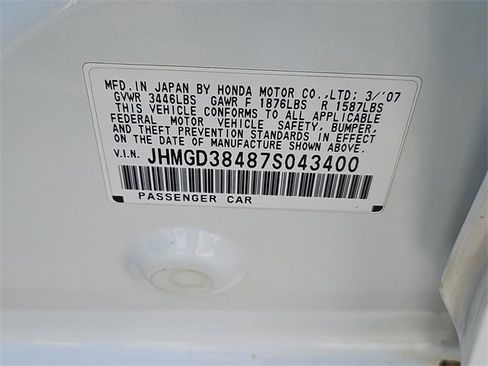 MFD. IN JAPAN BY HONDA MOTOR CO.,LTD; 3/'07
GVWR 3446LBS GAWR F 1876LBS R 1587LBS
THIS VEHICLE CONFORMS TO ALL APPLICABLE
FEDERAL MOTOR VEHICLE SAFETY, BUMPER,
AND THEFT PREVENTION STANDARDS IN EFFECT
ON THE DATE OF MANUFACTURE SHOWN ABOVE.
V.I.N. JHMGD38487S043400
PASSENGER CAR